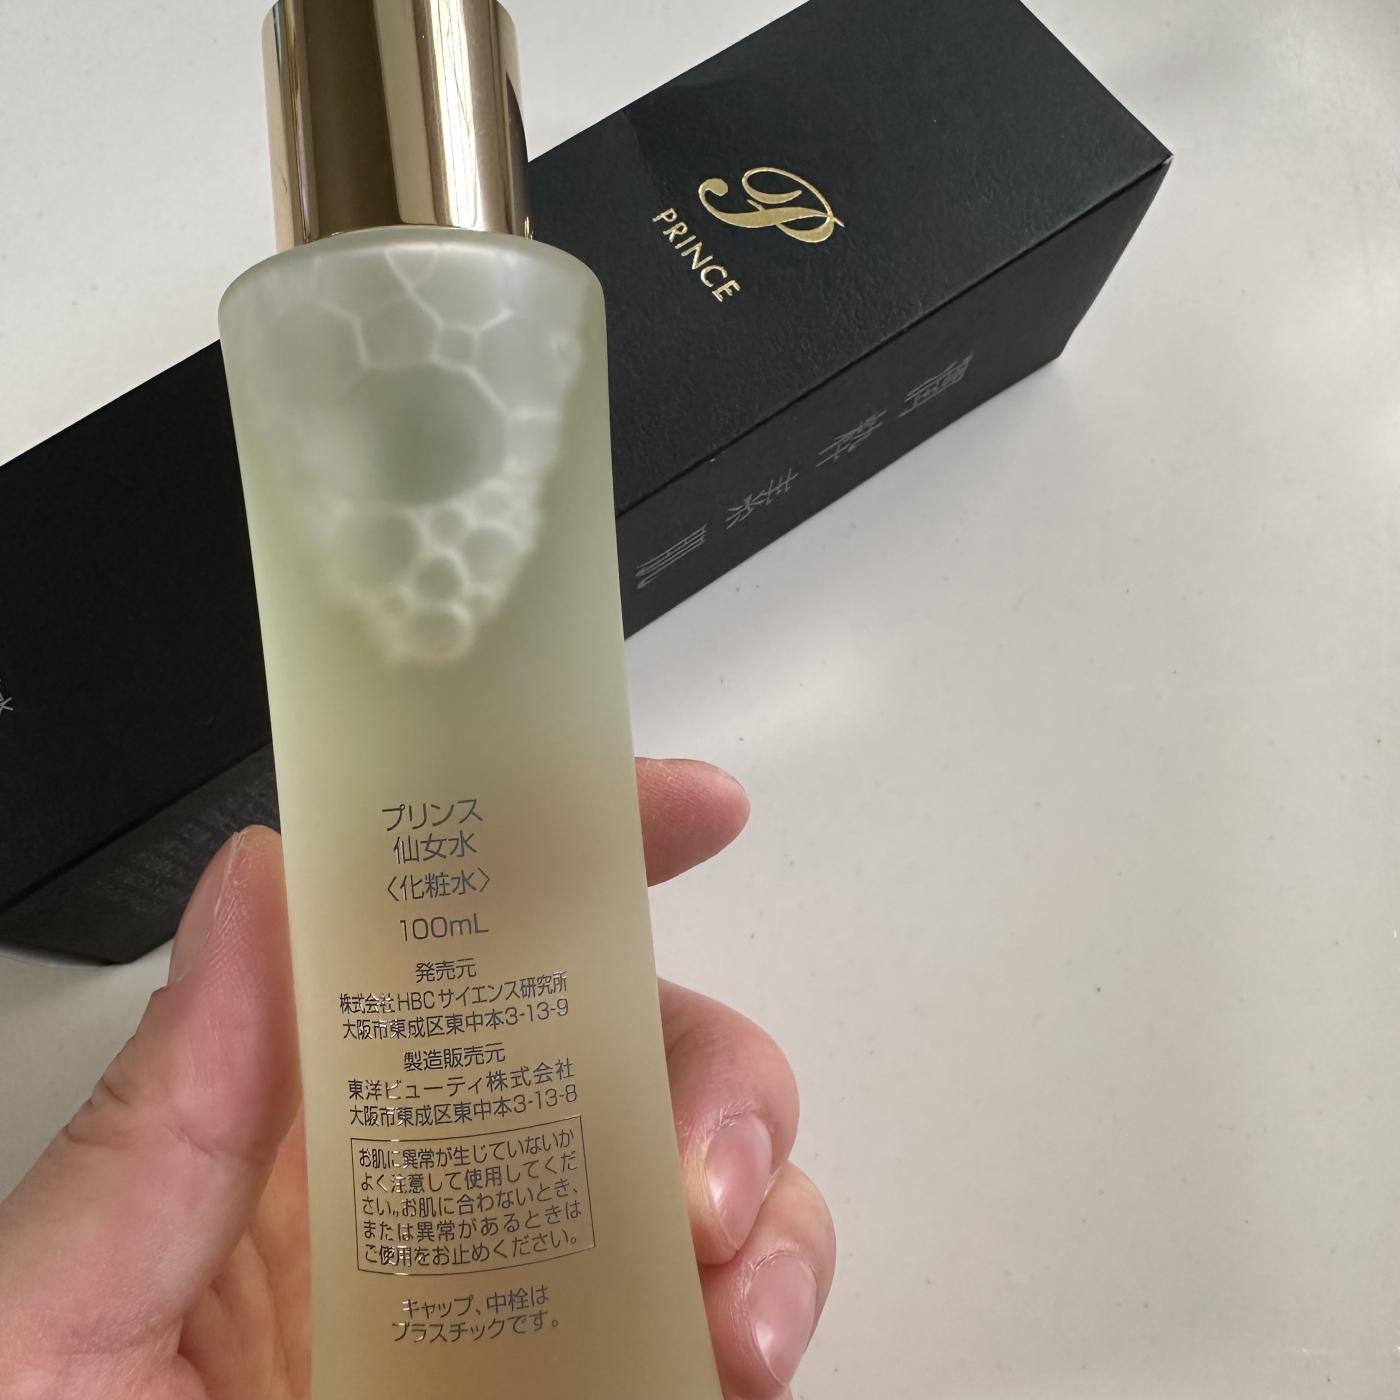 P
PRINCE
プリンス
仙女水
〈化粧水〉
100mL
発売元
株式会社HBCサイエンス研究所
大阪市東成区東中本3-13-9
製造販売元
東洋ビューティ株式会社
大阪市東成区東中本3-13-8
お肌に異常が生じていないか
よく注意して使用してくだ
さい。お肌に合わないとき、
または異常があるときは
ご使用をお止めください。
キャップ、中栓は
プラスチックです。